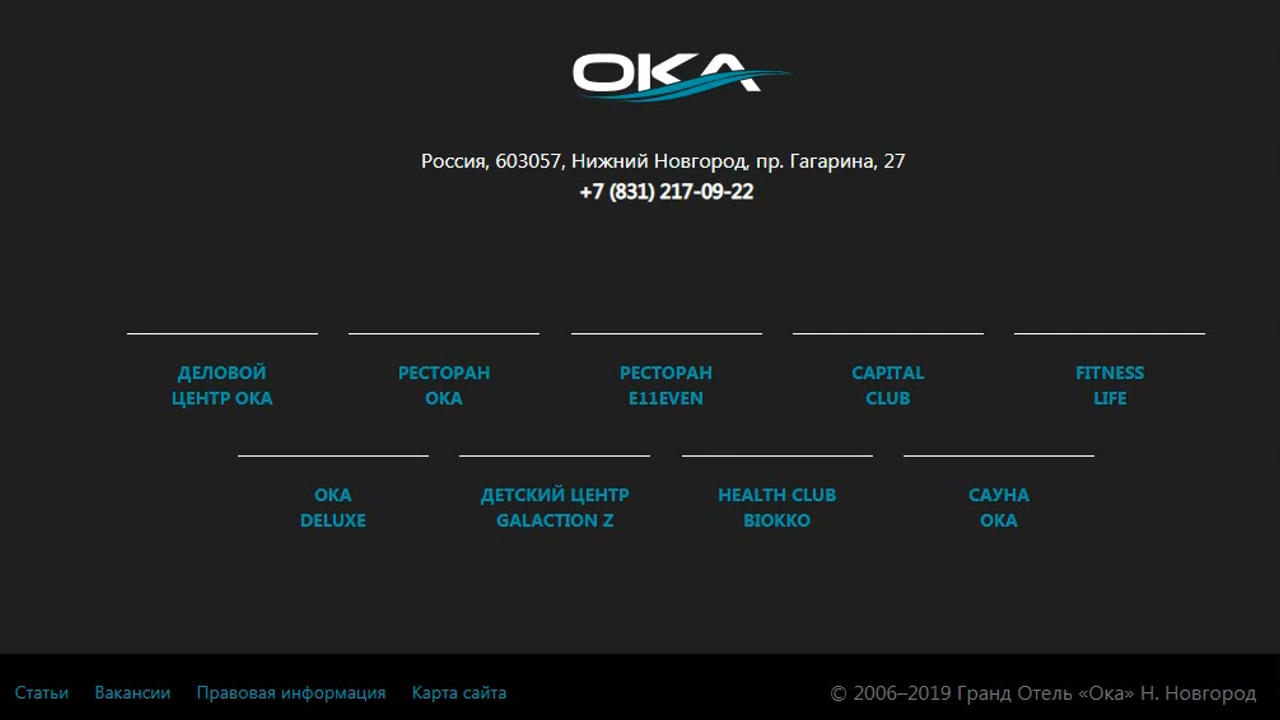 ОКА
Россия, 603057, Нижний Новгород, пр. Гагарина, 27
+7 (831) 217-09-22
ДЕЛОВОЙ
ЦЕНТР ОКА
РЕСТОРАН
ОКА
РЕСТОРАН
E11EVEN
CAPITAL
CLUB
FITNESS
LIFE
ОКА
DELUXE
ДЕТСКИЙ ЦЕНТР
GALACTION Z
HEALTH CLUB
BIOKKO
САУНА
ОКА
Статьи Вакансии Правовая информация Карта сайта
© 2006–2019 Гранд Отель «Ока» Н. Новгород